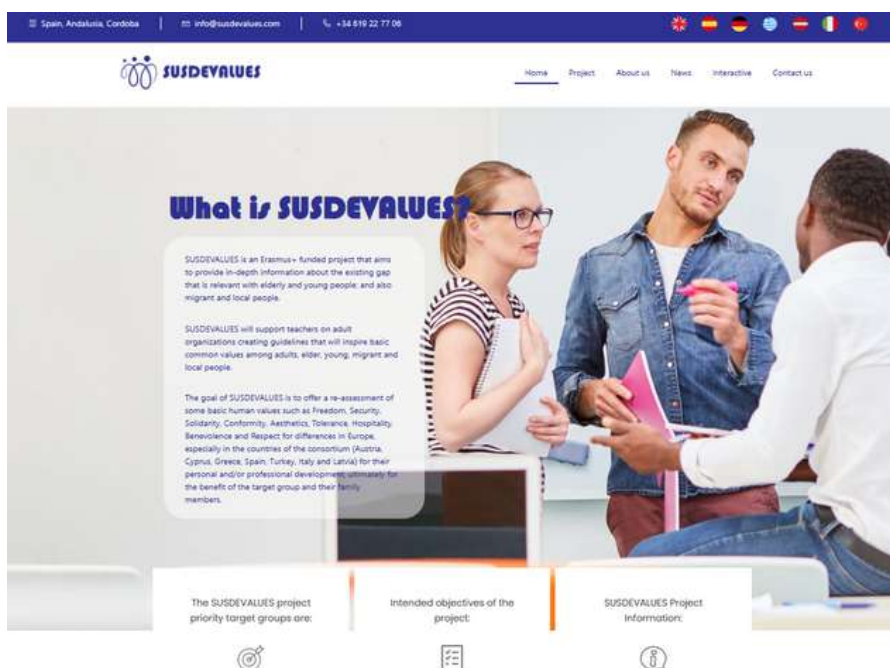 Spain, Andalusia, Cordoba
info@susdevalues.com
+34 619 22 77 06
SUSDEVALUES
Home Project About us News Interactive Contact us
What is SUSDEVALUES?
SUSDEVALUES is an Erasmus+ funded project that aims
to provide in-depth information about the existing gap
that is relevant with elderly and young people; and also
migrant and local people.
SUSDEVALUES will support teachers on adult
organizations creating guidelines that will inspire basic
common values among adults, elder, young, migrant and
local people.
The goal of SUSDEVALUES is to offer a re-assessment of
some basic human values such as Freedom, Security,
Solidarity, Conformity, Aesthetics, Tolerance, Hospitality,
Benevolence and Respect for differences in Europe,
especially in the countries of the consortium (Austria,
Cyprus, Greece, Spain, Turkey, Italy and Latvia) for their
personal and/or professional development, ultimately for
the benefit of the target group and their family
members.
The SUSDEVALUES project
priority target groups are:
Intended objectives of the
project:
SUSDEVALUES Project
Information: